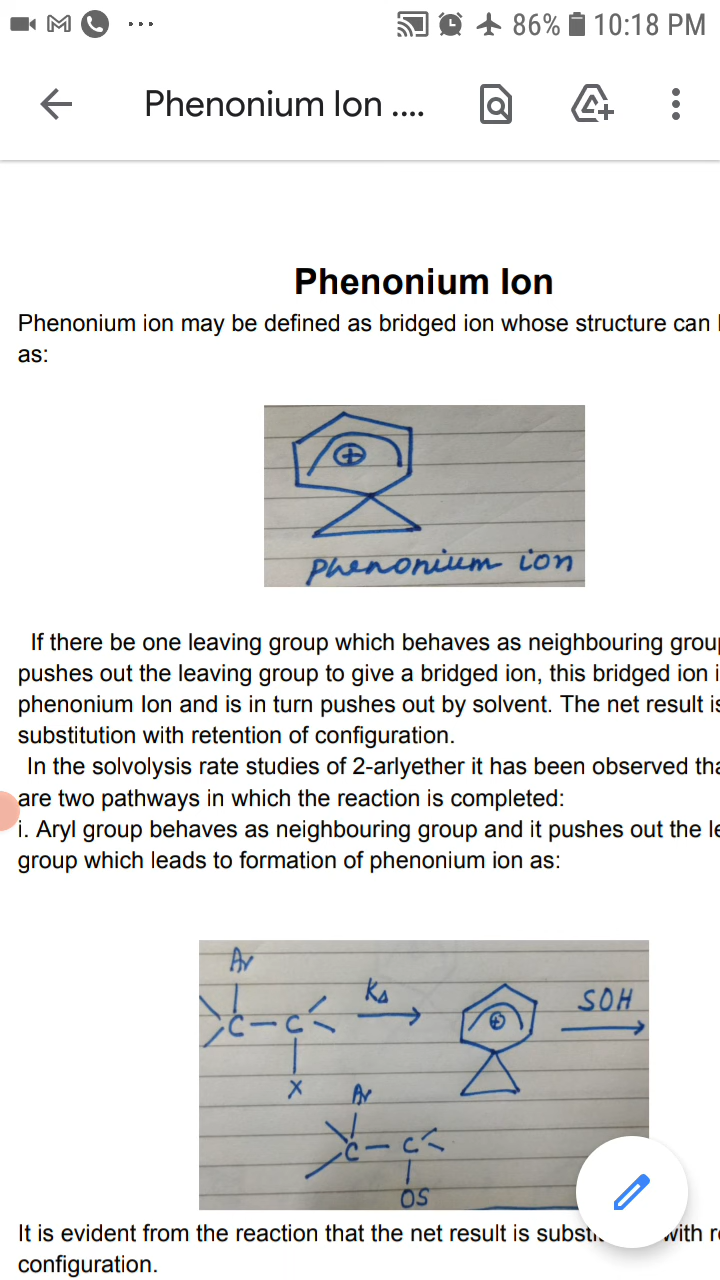 86% 10:18 PM
Phenonium Ion ....
Phenonium Ion
Phenonium ion may be defined as bridged ion whose structure can
as:
phenonium ion
If there be one leaving group which behaves as neighbouring grou
pushes out the leaving group to give a bridged ion, this bridged ion i
phenonium Ion and is in turn pushes out by solvent. The net result is
substitution with retention of configuration.
In the solvolysis rate studies of 2-arlyether it has been observed tha
are two pathways in which the reaction is completed:
i. Aryl group behaves as neighbouring group and it pushes out the le
group which leads to formation of phenonium ion as:
Ar
C - C
X
KΔ
SOH
Ar
C - C
OS
It is evident from the reaction that the net result is with
configuration.